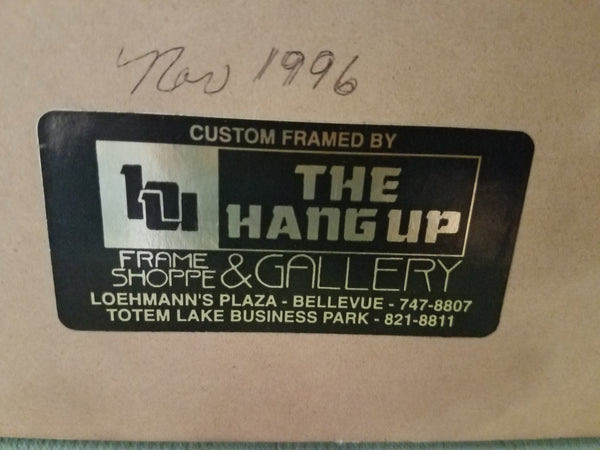 Nov 1996
CUSTOM FRAMED BY
hu
THE
HANG UP
FRAME
SHOPPE & GALLERY
LOEHMANN'S PLAZA - BELLEVUE - 747-8807
TOTEM LAKE BUSINESS PARK - 821-8811